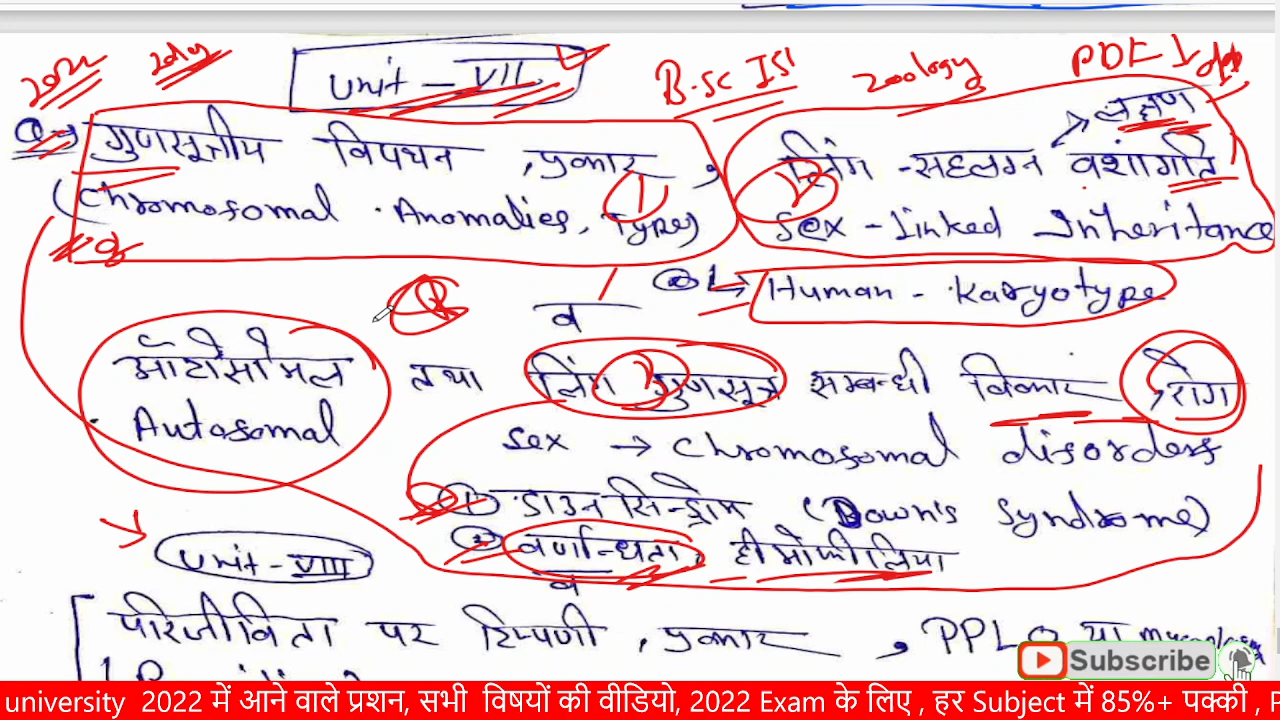 2022 2019 Unit - VII B.sc ISt Zoology PDF
लक्षण
Q→ गुणसूत्रीय विपथन, प्रकार, लिंग - सहलग्न वंशागति
(Chromosomal Anomalies, Types) Sex - linked Inheritance
व Human - Karyotype
ऑटोसोमल तथा लिंग गुणसूत्र सम्बन्धी विकार, रोग
Autosomal Sex → Chromosomal disorders
① डाउन सिन्ड्रोम (Down's Syndrome)
Unit - VIII ② वर्णान्धता, हीमोफीलिया
व
परिजीविता पर टिप्पणी, प्रकार, PPLO या
Subscribe
university 2022 में आने वाले प्रशन, सभी विषयों की वीडियो, 2022 Exam के लिए , हर Subject में 85%+ पक्की ,